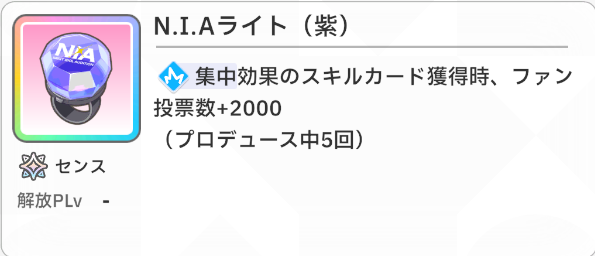 N.I.Aライト（紫）
集中効果のスキルカード獲得時、ファン
投票数+2000
（プロデュース中5回）
NiA
センス
解放PLv -